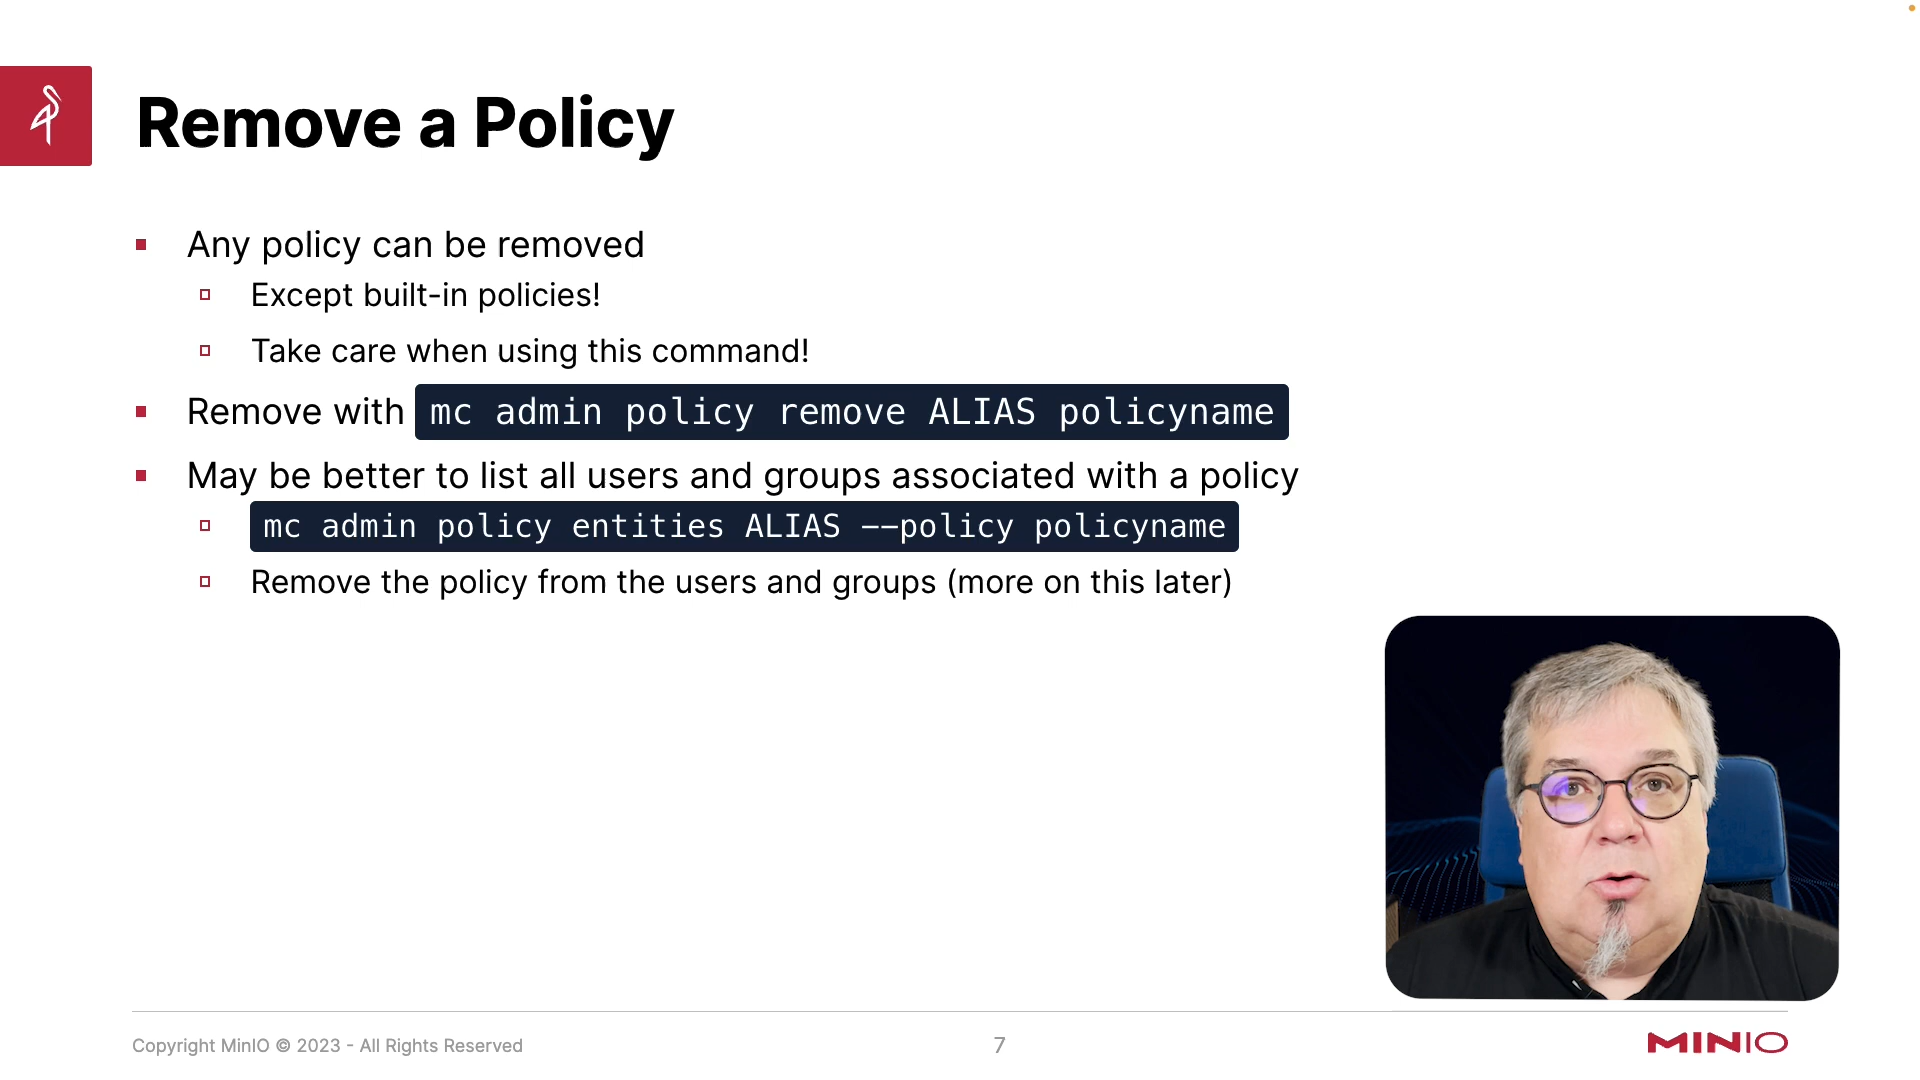 Remove a Policy
Any policy can be removed
Except built-in policies!
Take care when using this command!
Remove with mc admin policy remove ALIAS policyname
May be better to list all users and groups associated with a policy
mc admin policy entities ALIAS --policy policyname
Remove the policy from the users and groups (more on this later)
Copyright MinIO © 2023 - All Rights Reserved
7
MINIO